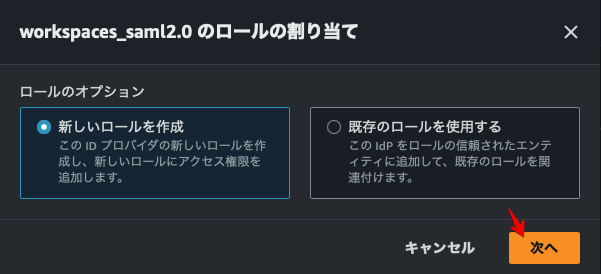 workspaces_saml2.0 のロールの割り当て
ロールのオプション
新しいロールを作成
この ID プロバイダの新しいロールを作
成し、新しいロールにアクセス権限を
追加します。
既存のロールを使用する
この IdP をロールの信頼されたエンテ
ィティに追加して、既存のロールを関
連付けます。
キャンセル
次へ